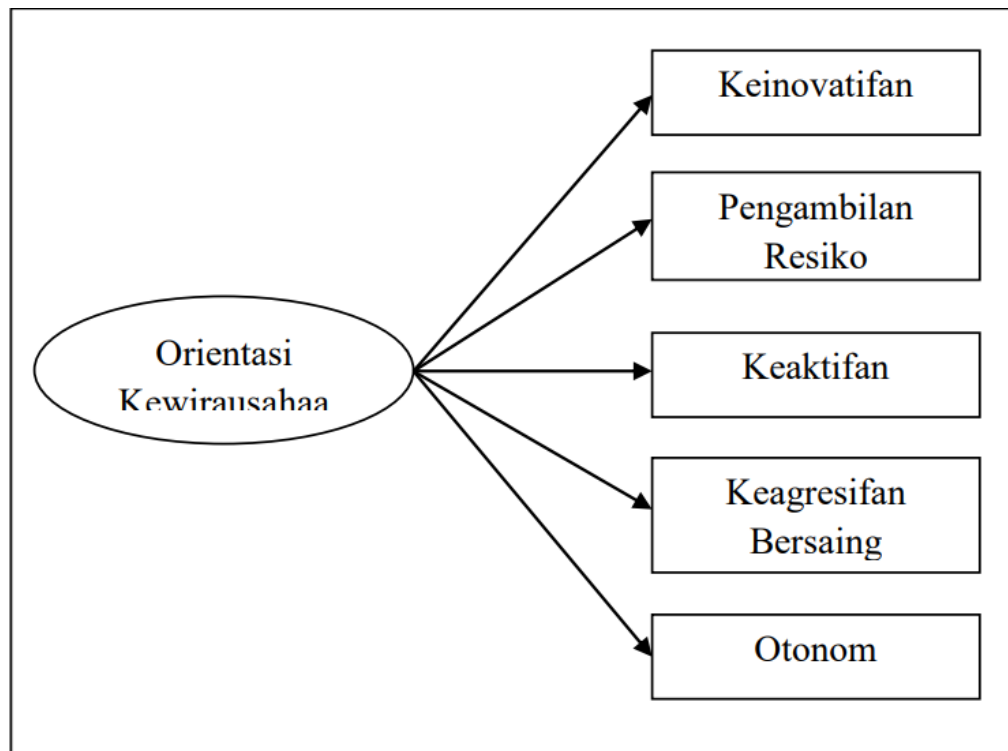 Keinovatifan
Pengambilan
Resiko
Orientasi
Kewirausahaa
Keaktifan
Keagresifan
Bersaing
Otonom